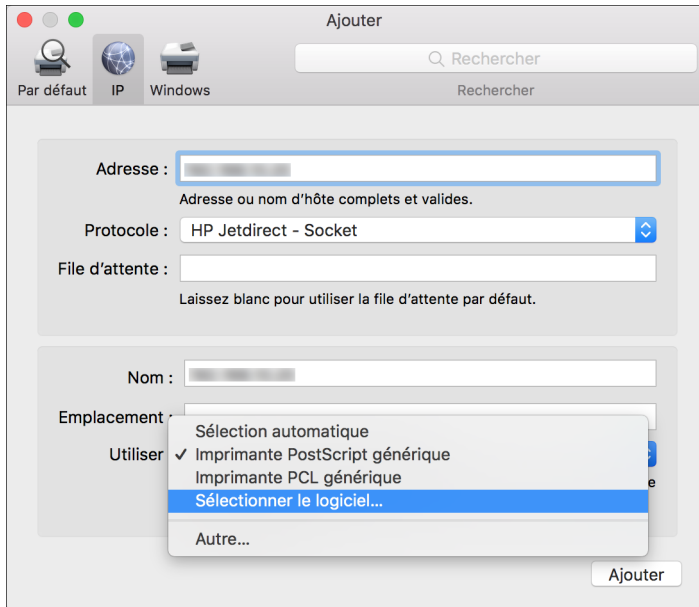 Ajouter
Par défaut
IP
Windows
Rechercher
Rechercher
Adresse :
Adresse ou nom d'hôte complets et valides.
Protocole : HP Jetdirect - Socket
File d'attente :
Laissez blanc pour utiliser la file d'attente par défaut.
Nom :
Emplacement
Sélection automatique
Utiliser ✓ Imprimante PostScript générique
Imprimante PCL générique
Sélectionner le logiciel...
Autre...
Ajouter